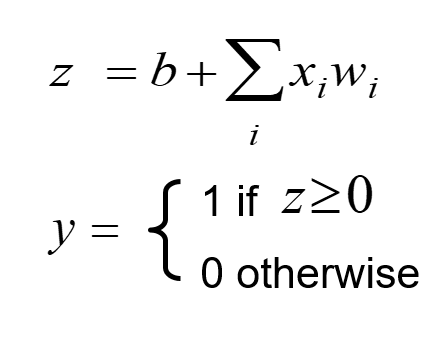 z = b + ∑ xᵢwᵢ
i
y = {
1 if z≥0
0 otherwise